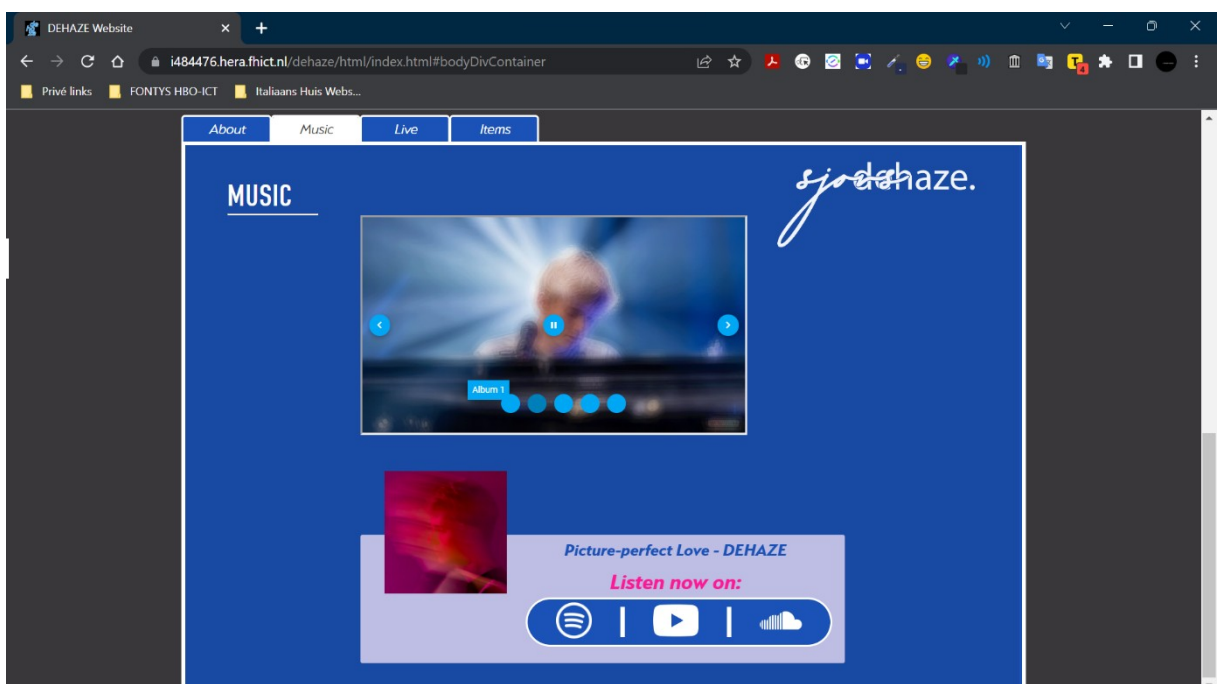 DEHAZE Website
i484476.hera.fhict.nl/dehaze/html/index.html#bodyDivContainer
Privé links FONTYS HBO-ICT Italiaans Huis Webs...
About Music Live Items
sjors dehaze.
MUSIC
Album 1
Picture-perfect Love - DEHAZE
Listen now on: